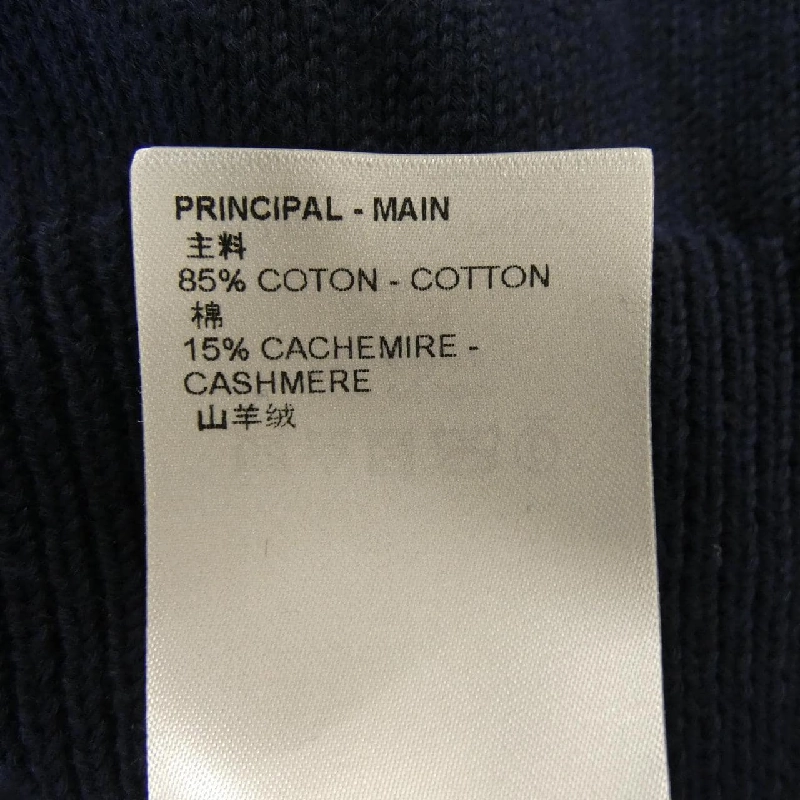 PRINCIPAL - MAIN
主料
85% COTON - COTTON
棉
15% CACHEMIRE -
CASHMERE
山羊绒